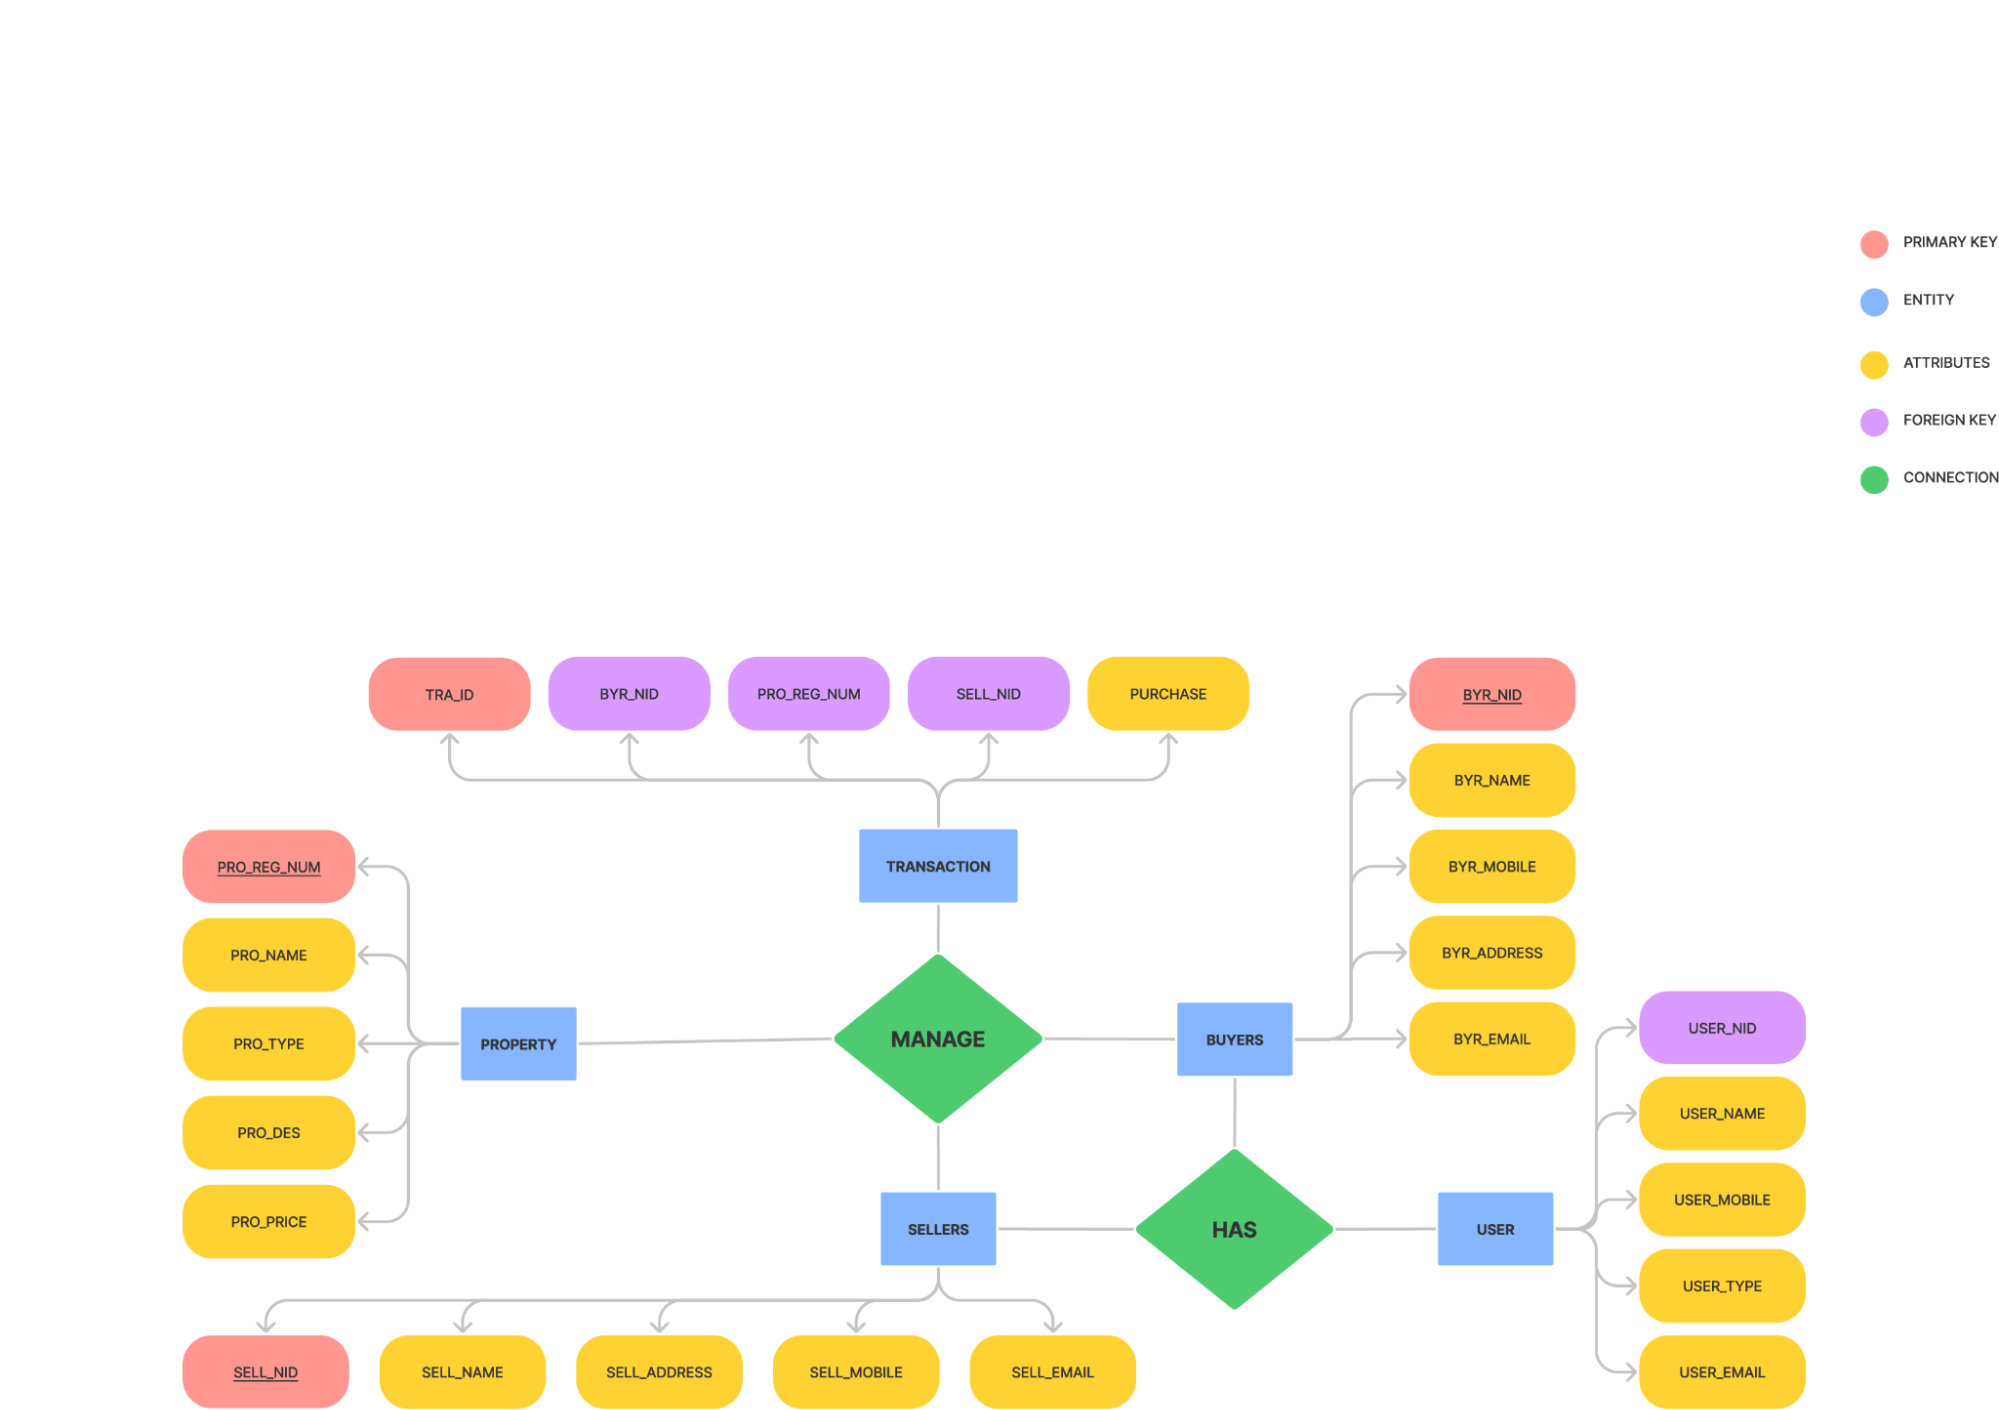 PRIMARY KEY
ENTITY
ATTRIBUTES
FOREIGN KEY
CONNECTION
TRA_ID
BYR_NID
PRO_REG_NUM
SELL_NID
PURCHASE
BYR_NID
BYR_NAME
BYR_MOBILE
BYR_ADDRESS
BYR_EMAIL
TRANSACTION
PRO_REG_NUM
PRO_NAME
PRO_TYPE
PRO_DES
PRO_PRICE
PROPERTY
MANAGE
BUYERS
USER_NID
USER_NAME
USER_MOBILE
USER_TYPE
USER_EMAIL
SELLERS
HAS
USER
SELL_NID
SELL_NAME
SELL_ADDRESS
SELL_MOBILE
SELL_EMAIL